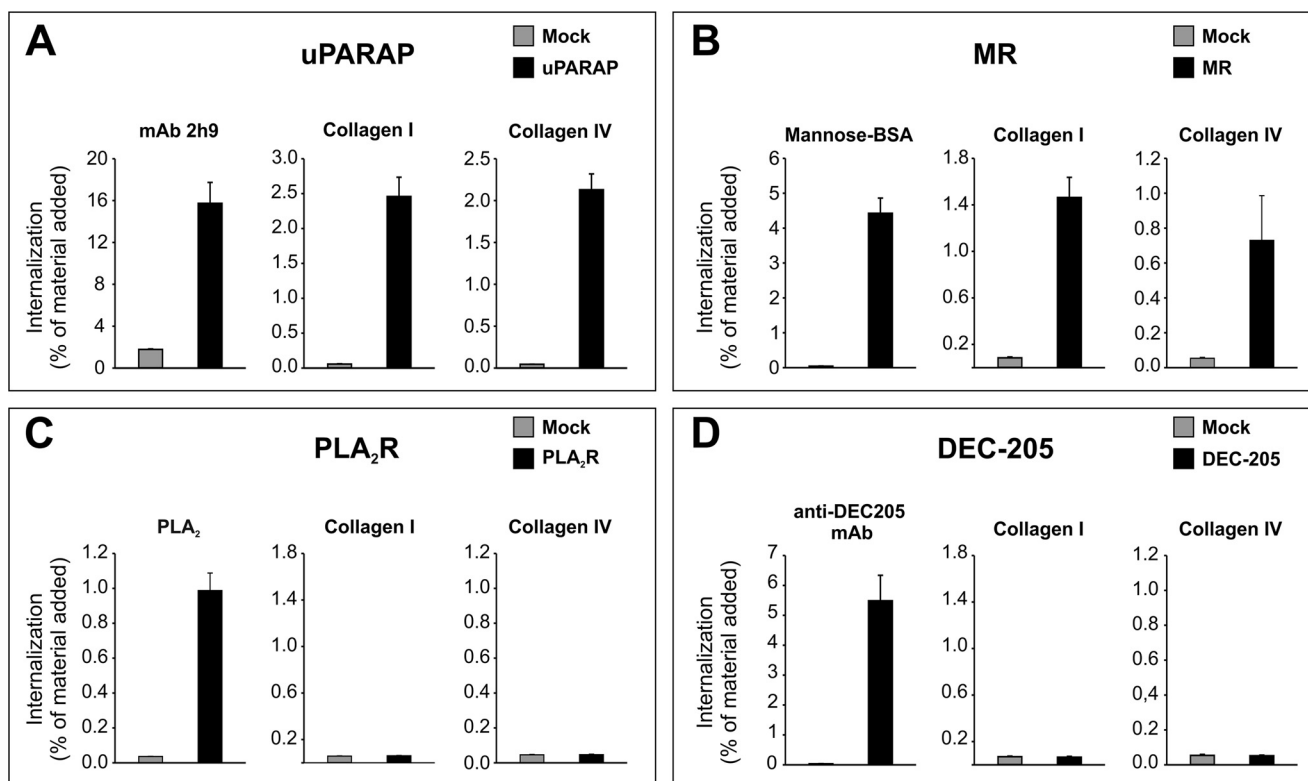 A
uPARAP
Mock
uPARAP
mAb 2h9
Collagen I
Collagen IV
Internalization
(% of material added)
20
16
12
8
4
0
3.0
2.5
2.0
1.5
1.0
0.5
0.0
2.5
2.0
1.5
1.0
0.5
0.0
B
MR
Mock
MR
Mannose-BSA
Collagen I
Collagen IV
Internalization
(% of material added)
6
5
4
3
2
1
0
1.8
1.4
1.0
0.6
0.2
1.2
1.0
0.8
0.6
0.4
0.2
0.0
C
PLA₂R
Mock
PLA₂R
PLA₂
Collagen I
Collagen IV
Internalization
(% of material added)
1.2
1.0
0.8
0.6
0.4
0.2
0.0
1.8
1.4
1.0
0.6
0.2
1.2
1.0
0.8
0.6
0.4
0.2
0.0
D
DEC-205
Mock
DEC-205
anti-DEC205
mAb
Collagen I
Collagen IV
Internalization
(% of material added)
7
6
5
4
3
2
1
0
1.8
1.4
1.0
0.6
0.2
1.2
1.0
0.8
0.6
0,4
0.2
0.0